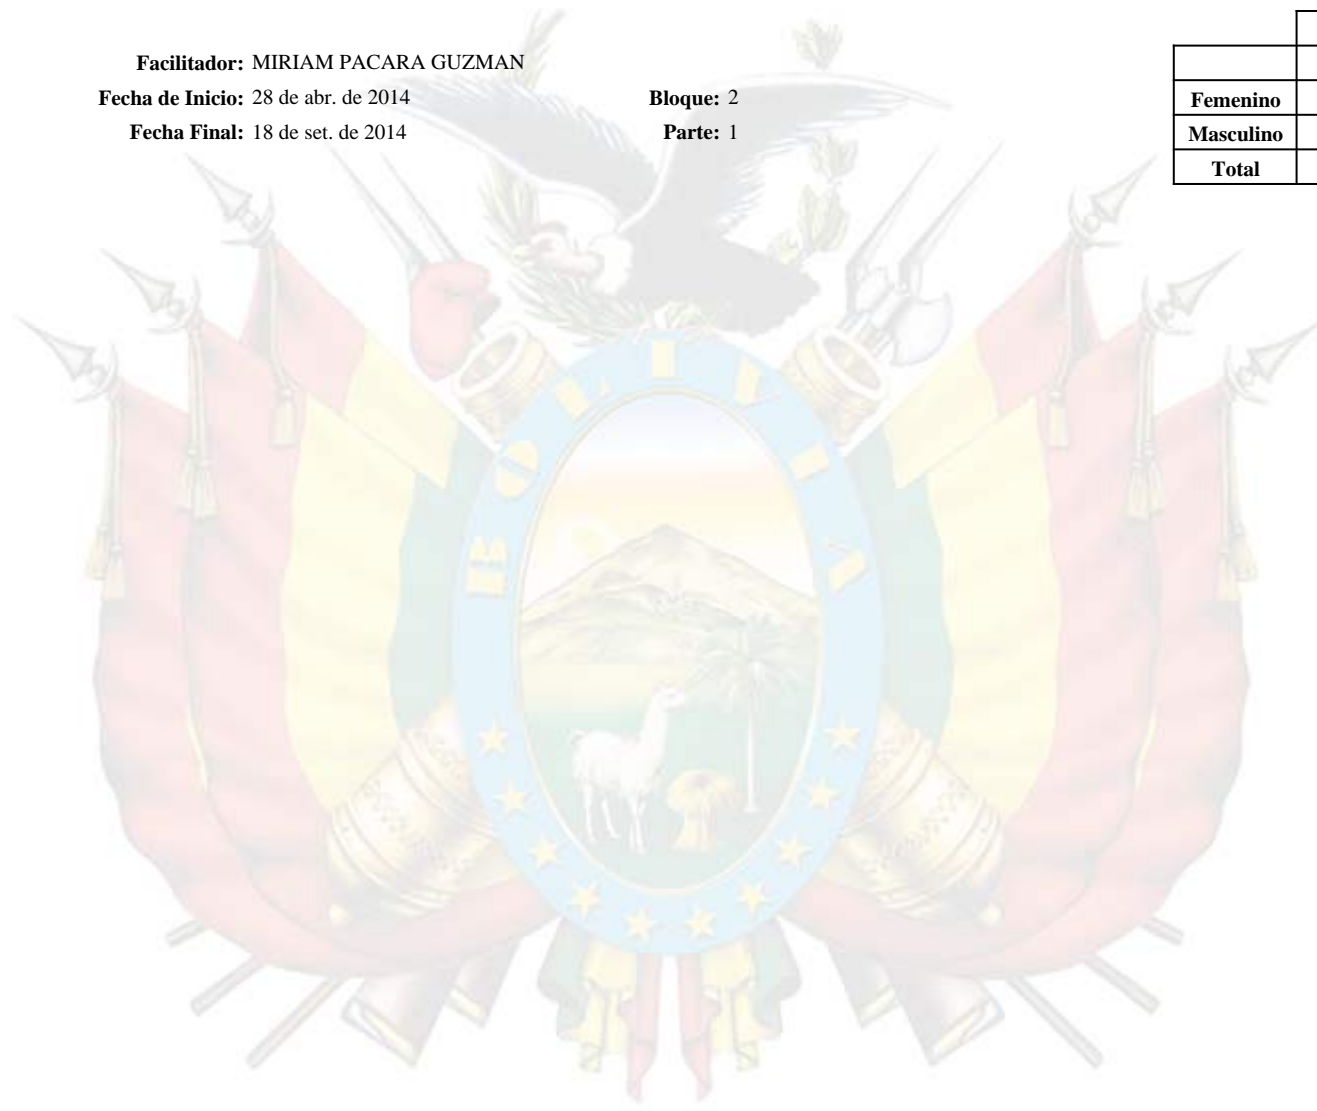 Facilitador: MIRIAM PACARA GUZMAN
Fecha de Inicio: 28 de abr. de 2014 Bloque: 2
Fecha Final: 18 de set. de 2014 Parte: 1
Femenino
Masculino
Total
BOLIVIA